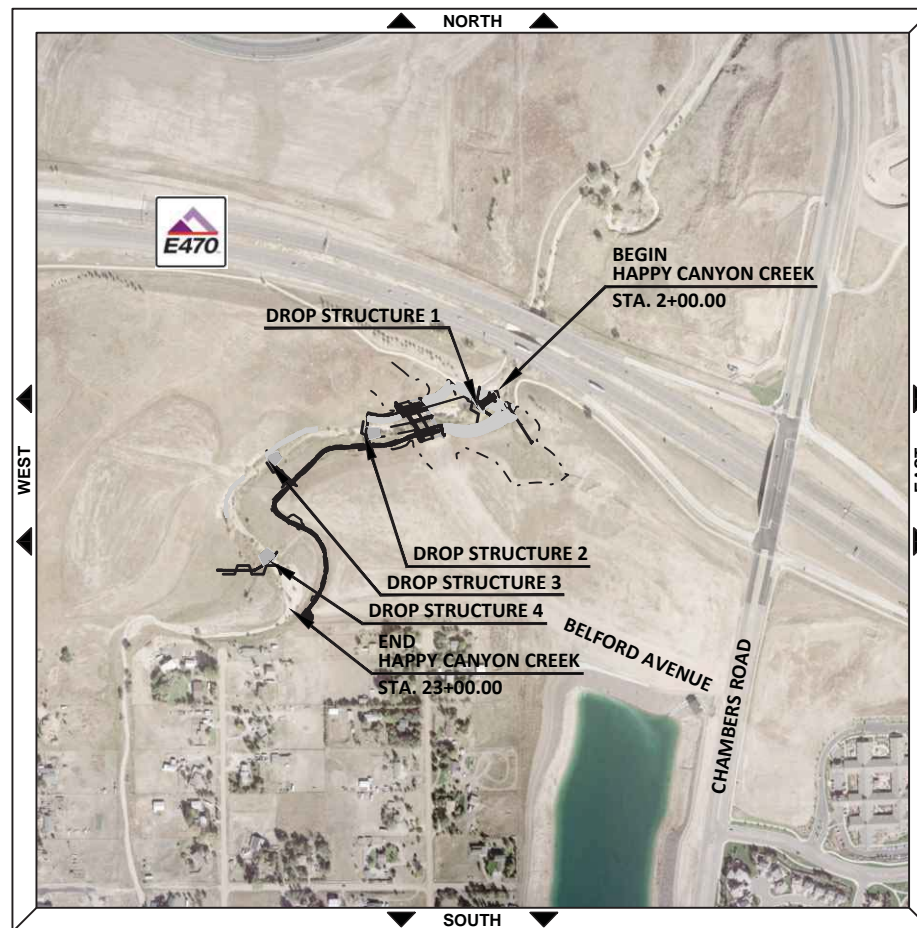 NORTH
E470
BEGIN
HAPPY CANYON CREEK
STA. 2+00.00
DROP STRUCTURE 1
WEST
EAST
DROP STRUCTURE 2
DROP STRUCTURE 3
DROP STRUCTURE 4
END
HAPPY CANYON CREEK
STA. 23+00.00
BELFORD AVENUE
CHAMBERS ROAD
SOUTH